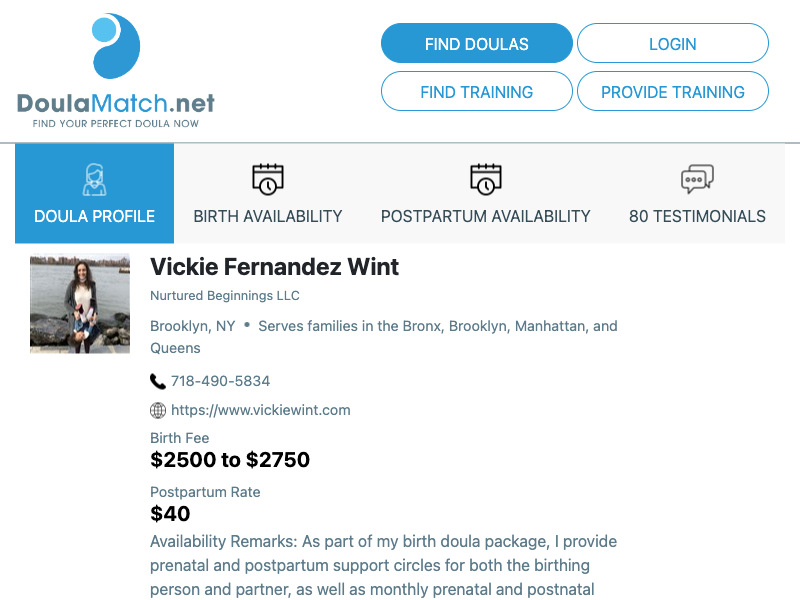 DoulaMatch.net
FIND YOUR PERFECT DOULA NOW
FIND DOULAS
LOGIN
FIND TRAINING
PROVIDE TRAINING
DOULA PROFILE
BIRTH AVAILABILITY
POSTPARTUM AVAILABILITY
80 TESTIMONIALS
Vickie Fernandez Wint
Nurtured Beginnings LLC
Brooklyn, NY • Serves families in the Bronx, Brooklyn, Manhattan, and
Queens
718-490-5834
https://www.vickiewint.com
Birth Fee
$2500 to $2750
Postpartum Rate
$40
Availability Remarks: As part of my birth doula package, I provide
prenatal and postpartum support circles for both the birthing
person and partner, as well as monthly prenatal and postnatal